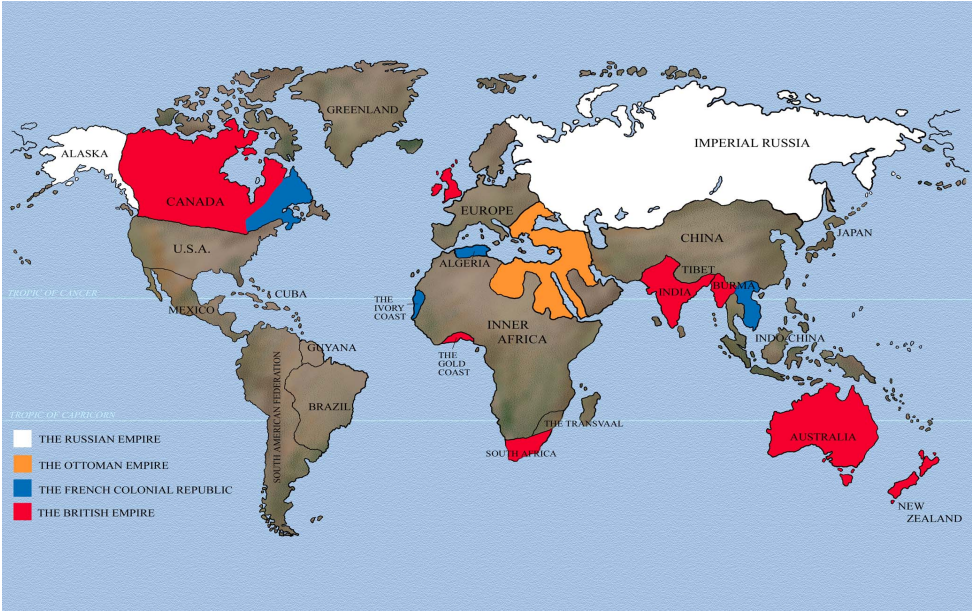 GREENLAND
IMPERIAL RUSSIA
ALASKA
CANADA
EUROPE
U.S.A.
CHINA
JAPAN
ALGERIA
TIBET
TROPIC OF CANCER
CUBA
THE
IVORY
COAST
INDIA
BURMA
MEXICO
INNER
AFRICA
INDO-CHINA
GUYANA
THE
GOLD
COAST
SOUTH AMERICAN FEDERATION
BRAZIL
TROPIC OF CAPRICORN
THE TRANSVAAL
AUSTRALIA
SOUTH AFRICA
THE RUSSIAN EMPIRE
THE OTTOMAN EMPIRE
THE FRENCH COLONIAL REPUBLIC
THE BRITISH EMPIRE
NEW
ZEALAND